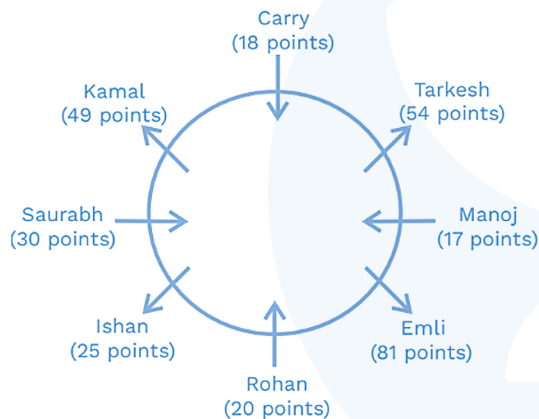 Carry
(18 points)
Kamal
(49 points)
Tarkesh
(54 points)
Saurabh
(30 points)
Manoj
(17 points)
Ishan
(25 points)
Emli
(81 points)
Rohan
(20 points)